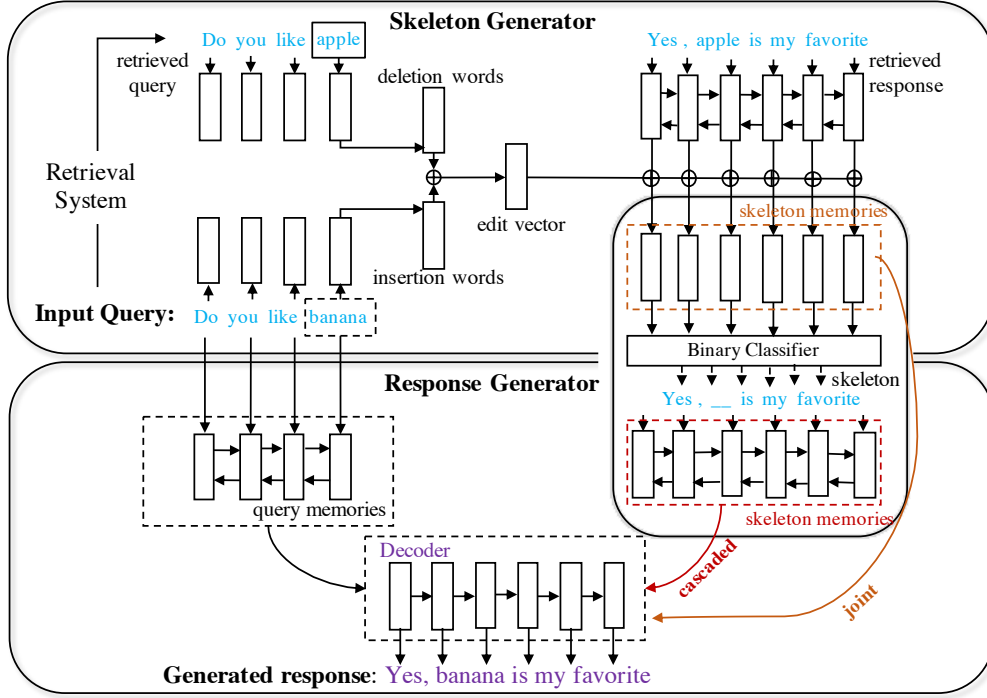 Skeleton Generator
Do you like apple
Yes , apple is my favorite
retrieved
query
deletion words
retrieved
response
Retrieval
System
edit vector
skeleton memories
insertion words
Input Query:
Do you like banana
Binary Classifier
Response Generator
skeleton
Yes , __ is my favorite
query memories
skeleton memories
Decoder
cascaded
joint
Generated response: Yes, banana is my favorite